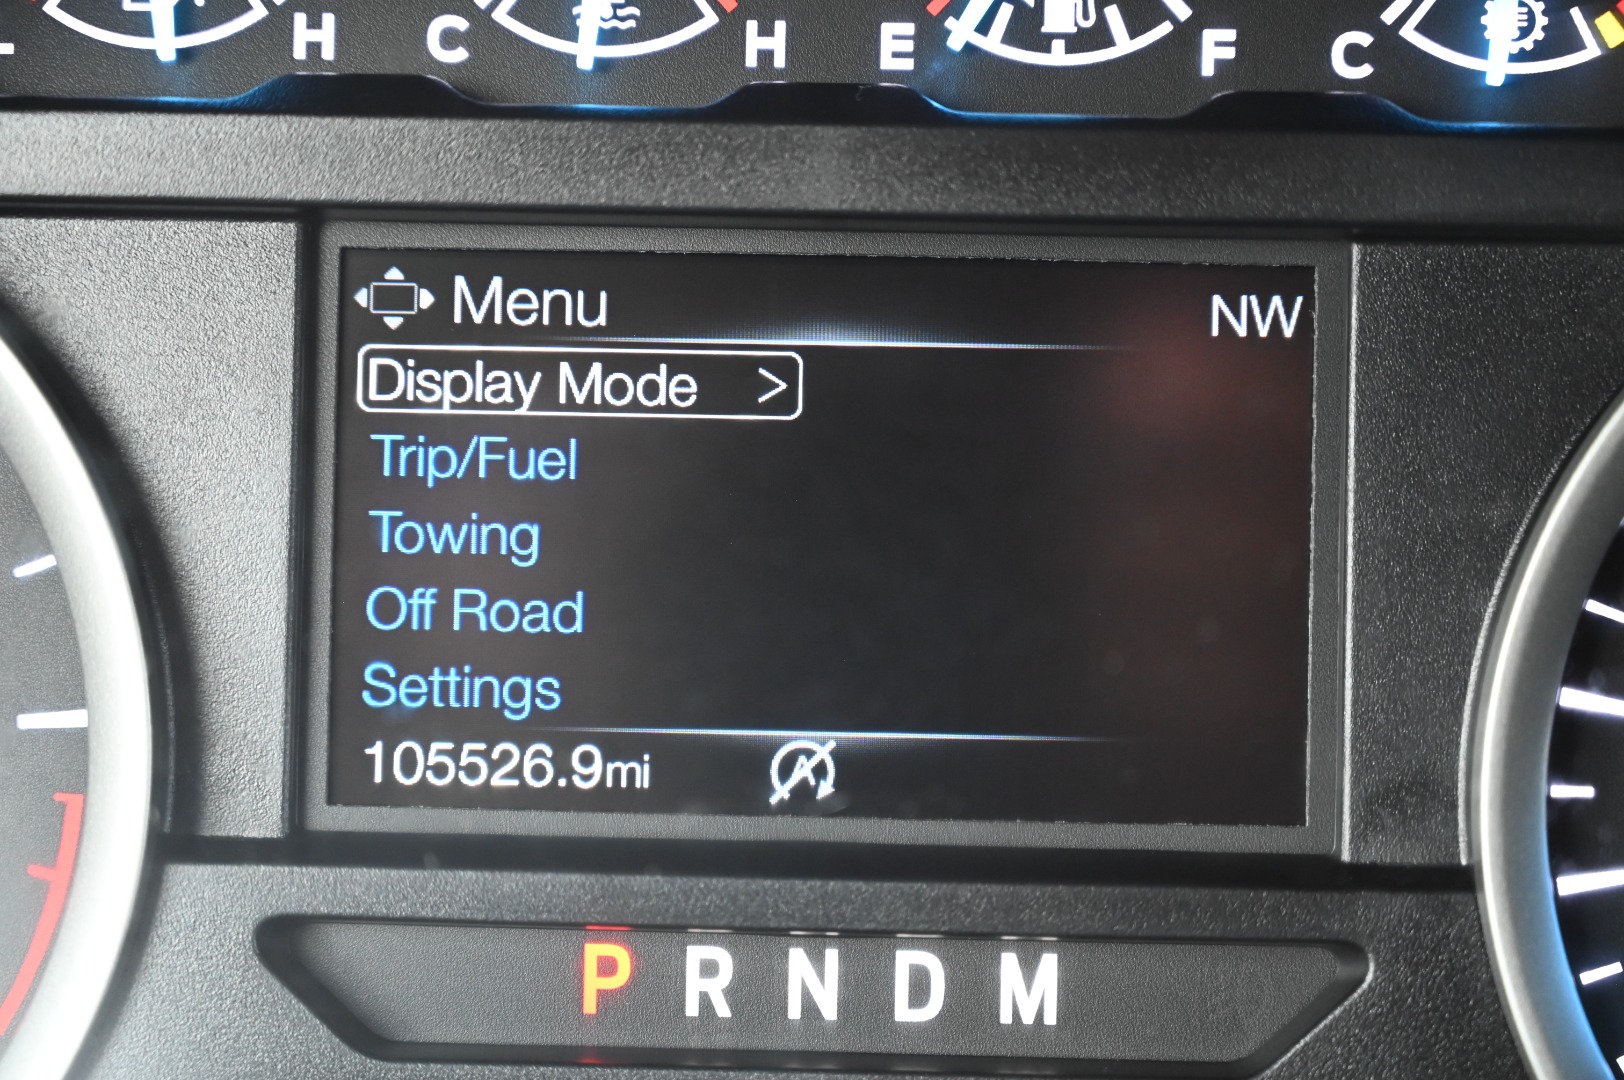 H C H E F C
Menu NW
Display Mode >
Trip/Fuel
Towing
Off Road
Settings
105526.9mi
P R N D M